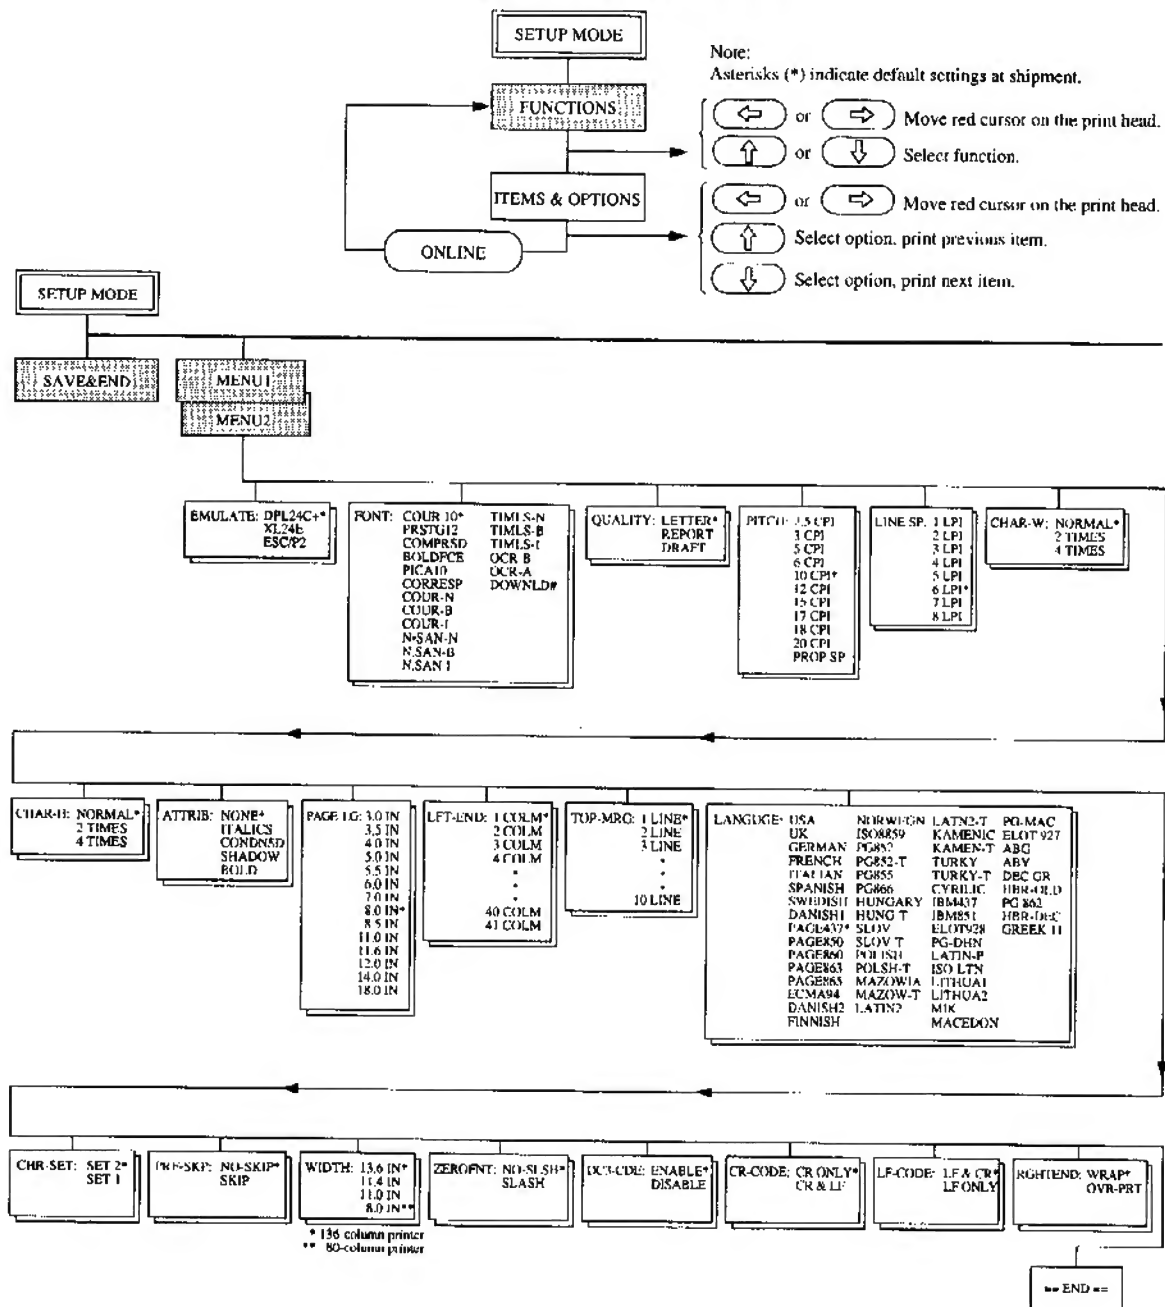 SETUP MODE
FUNCTIONS
ITEMS & OPTIONS
ONLINE
Note:
Asterisks (*) indicate default settings at shipment.
or
Move red cursor on the print head.
or
Select function.
or
Move red cursor on the print head.
Select option, print previous item.
Select option, print next item.
SETUP MODE
SAVE&END
MENU1
MENU2
EMULATE: DPL24C+*
XL24E
ESC/P2
FONT: COUR 10* TIMES-N
PRSTG12 TIMES-B
COMPRSD TIMES-I
BOLDFCE OCR-B
PICA10 OCR-A
CORRESP DOWNLD#
COUR-N
COUR-B
COUR-I
N-SAN-N
N.SAN-B
N.SAN I
QUALITY: LETTER*
REPORT
DRAFT
PITCH: 2.5 CPI
3 CPI
5 CPI
6 CPI
10 CPI*
12 CPI
15 CPI
17 CPI
18 CPI
20 CPI
PROP SP
LINE SP. 1 LPI
2 LPI
3 LPI
4 LPI
5 LPI
6 LPI*
7 LPI
8 LPI
CHAR-W: NORMAL*
2 TIMES
4 TIMES
CHAR-H: NORMAL*
2 TIMES
4 TIMES
ATTRIB: NONE*
ITALICS
CONDNSD
SHADOW
BOLD
PAGE LG: 3.0 IN
3.5 IN
4.0 IN
5.0 IN
5.5 IN
6.0 IN
7.0 IN
8.0 IN*
8.5 IN
11.0 IN
11.6 IN
12.0 IN
14.0 IN
18.0 IN
LFT-END: 1 COLM*
2 COLM
3 COLM
4 COLM
40 COLM
41 COLM
TOP-MRG: 1 LINE*
2 LINE
3 LINE
10 LINE
LANGUGE: USA NORWEGN LATN2-T PG-MAC
UK ISO8859 KAMENIC ELOT 927
GERMAN PG852 KAMEN-T ABG
FRENCH PG852-T TURKY ABY
ITALIAN PG855 TURKY-T DEC GR
SPANISH PG866 CYRILIC HBR-OLD
SWEDISH HUNGARY IBM437 PG 862
DANISH1 HUNG T IBM851 HBR-DEC
PAGE437* SLOV ELOT928 GREEK 11
PAGE850 SLOV T PG-DHN
PAGE860 POLISH LATIN-P
PAGE863 POLSH-T ISO LTN
PAGE865 MAZOWIA LITHUA1
ECMA94 MAZOW-T LITHUA2
DANISH2 LATIN2 MIK
FINNISH MACEDON
CHR-SET: SET 2*
SET 1
PRF-SKIP: NO-SKIP*
SKIP
WIDTH: 13.6 IN*
11.4 IN
11.0 IN
8.0 IN**
* 136 column printer
** 80-column printer
ZEROFNT: NO-SLSH*
SLASH
DC3-CDE: ENABLE*
DISABLE
CR-CODE: CR ONLY*
CR & LF
LF-CODE: LF & CR*
LF ONLY
RGHTEND: WRAP*
OVR-PRT
== END ==